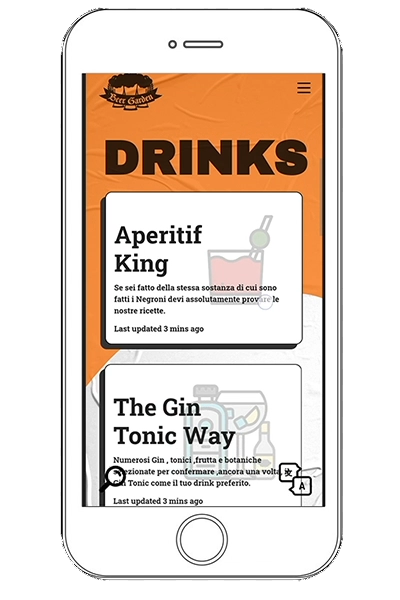 Beer Garden
DRINKS
Aperitif
King
Se sei fatto della stessa sostanza di cui sono
fatti i Negroni devi assolutamente provare le
nostre ricette.
Last updated 3 mins ago
The Gin
Tonic Way
Numerosi Gin , tonici ,frutta e botaniche
selezionate per confermare ,ancora una volta,
Gin Tonic come il tuo drink preferito.
Last updated 3 mins ago
文
A